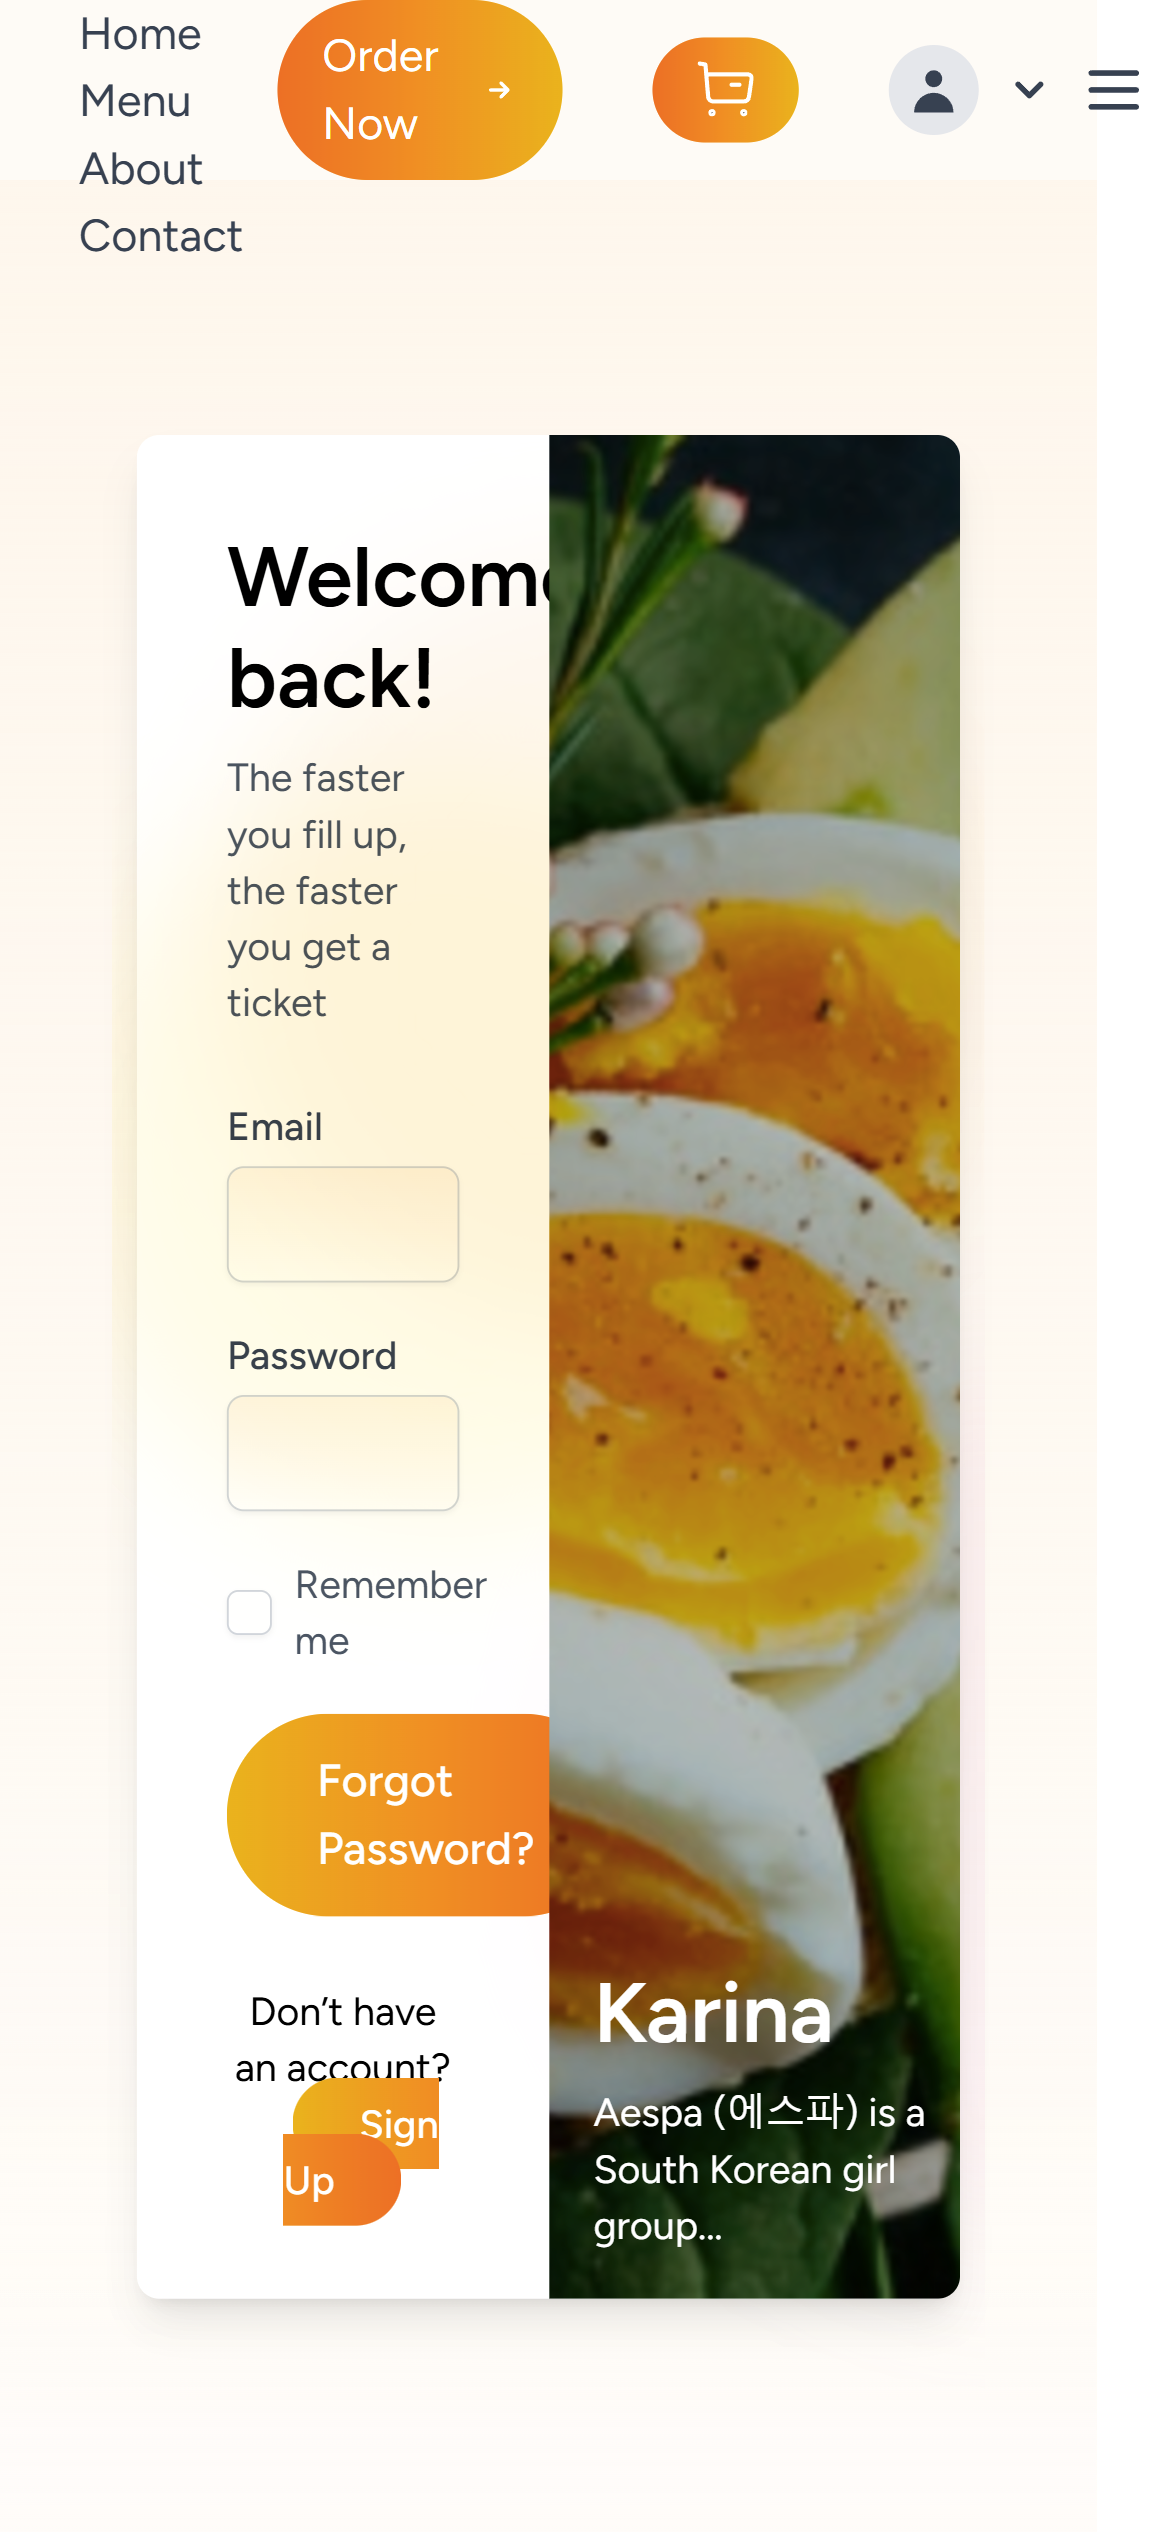 Home
Menu
About
Contact
Order
Now
Welcom
back!
The faster
you fill up,
the faster
you get a
ticket
Email
Password
Remember
me
Forgot
Password?
Don’t have
an account?
Sign
Up
Karina
Aespa (에스파) is a
South Korean girl
group...